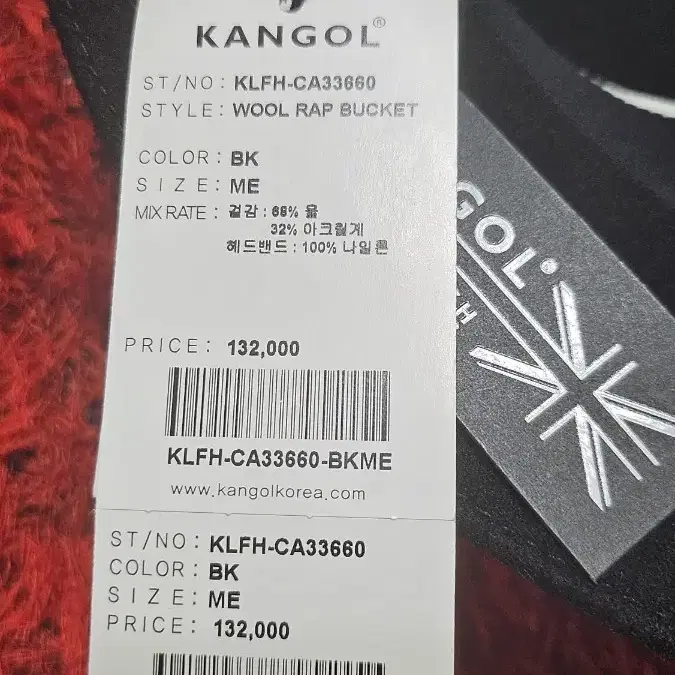 KANGOL®
ST/NO : KLFH-CA33660
STYLE : WOOL RAP BUCKET
COLOR : BK
SIZE : ME
MIX RATE : 겉감 : 68% 울
32% 아크릴계
헤드밴드 : 100% 나일론
PRICE : 132,000
KLFH-CA33660-BKME
www.kangolkorea.com
ST/NO : KLFH-CA33660
COLOR : BK
SIZE : ME
PRICE : 132,000
GOL